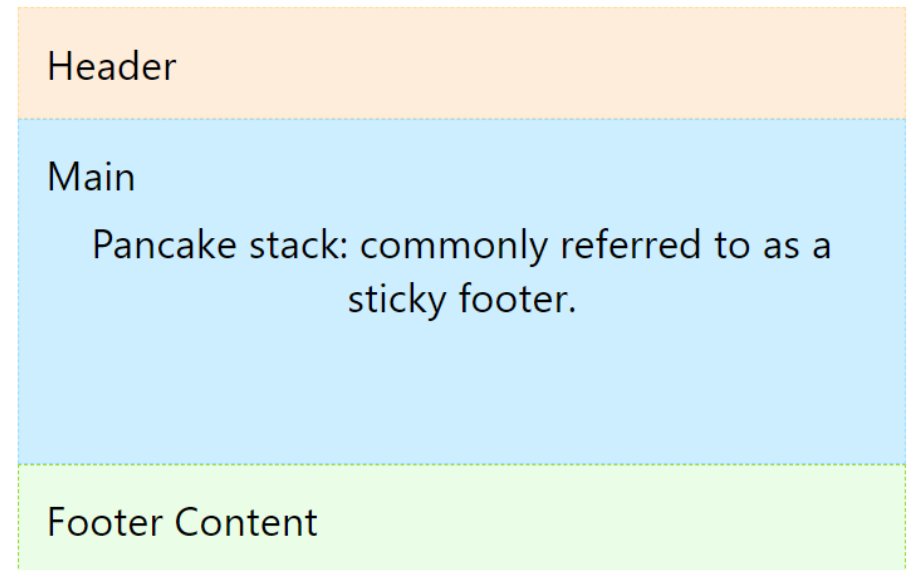 Header
Main
Pancake stack: commonly referred to as a
sticky footer.
Footer Content